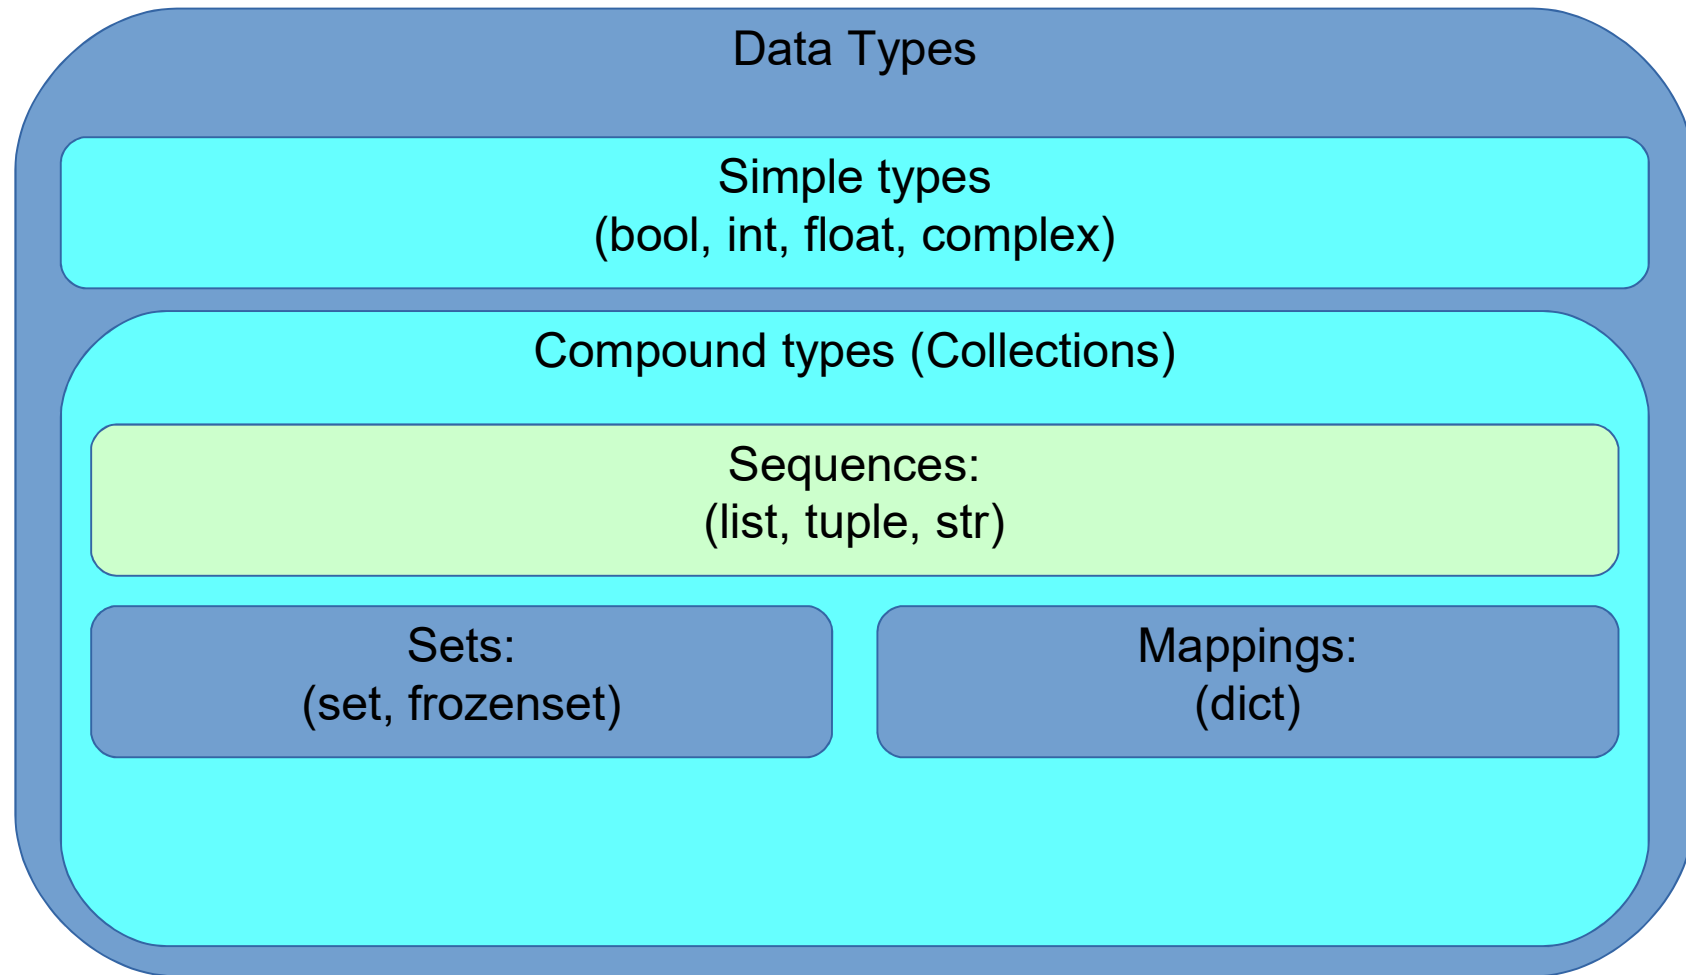 Data Types
Simple types
(bool, int, float, complex)
Compound types (Collections)
Sequences:
(list, tuple, str)
Sets:
(set, frozenset)
Mappings:
(dict)